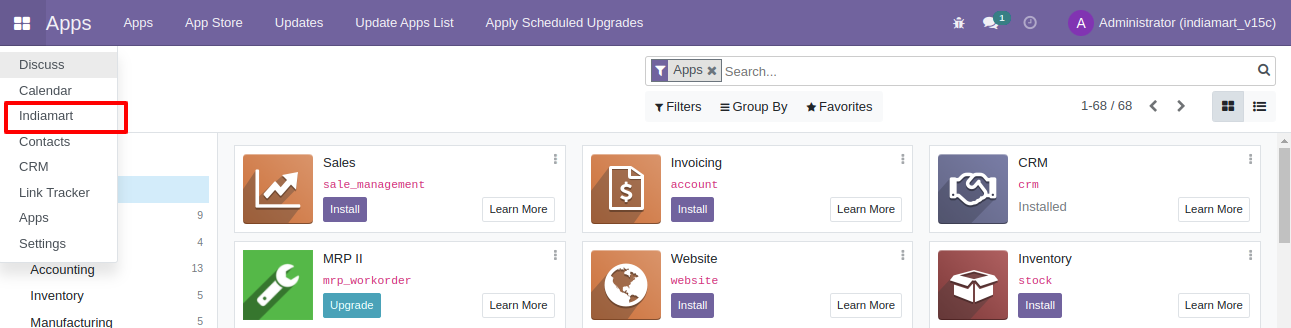 Apps Apps App Store Updates Update Apps List Apply Scheduled Upgrades 1 A Administrator (indiamart_v15c)
Discuss
Calendar
Indiamart
Contacts
CRM
Link Tracker
Apps
Settings
Apps Search...
Filters Group By Favorites 1-68 / 68
9
4
Accounting 13
Inventory 5
Manufacturing 5
Sales
sale_management
Install Learn More
Invoicing
account
Install Learn More
CRM
crm
Installed Learn More
MRP II
mrp_workorder
Upgrade Learn More
Website
website
Install Learn More
Inventory
stock
Install Learn More